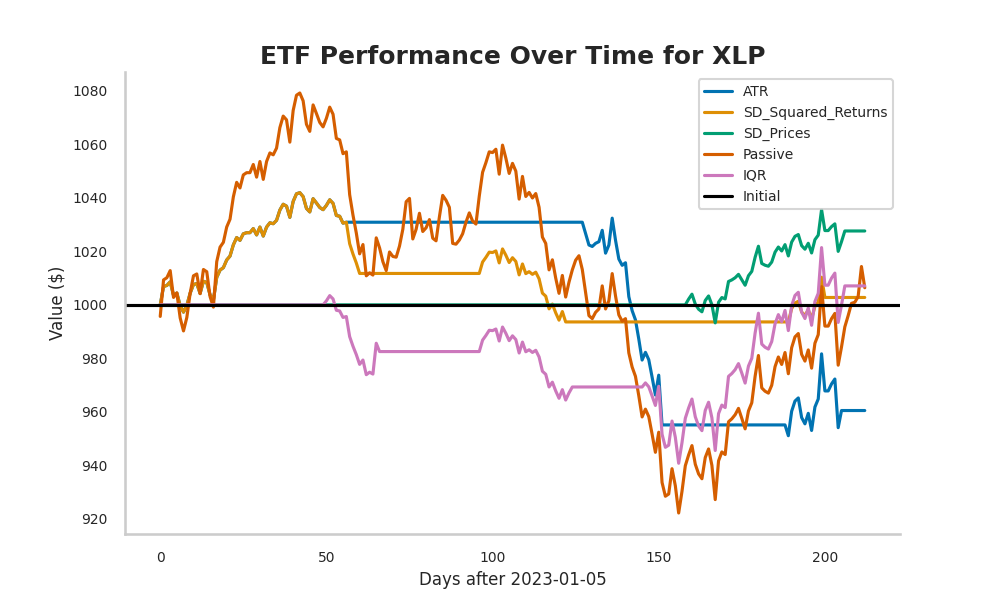 ETF Performance Over Time for XLP
ATR
SD_Squared_Returns
SD_Prices
Passive
IQR
Initial
Value ($)
1080
1060
1040
1020
1000
980
960
940
920
0 50 100 150 200
Days after 2023-01-05